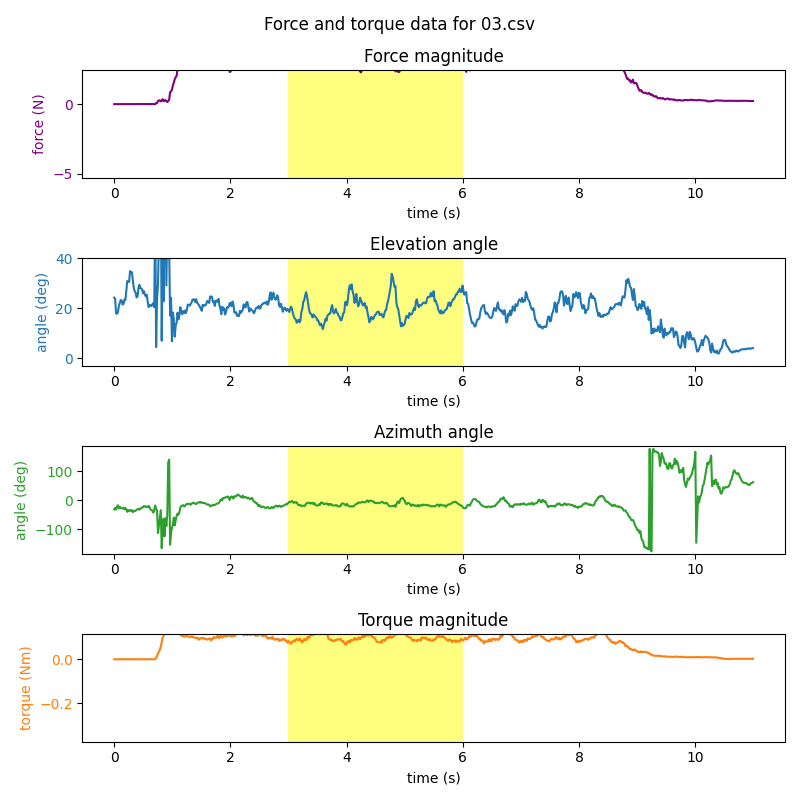 Force and torque data for 03.csv
Force magnitude
force (N)
0
−5
0 2 4 6 8 10
time (s)
Elevation angle
angle (deg)
40
20
0
0 2 4 6 8 10
time (s)
Azimuth angle
angle (deg)
100
0
−100
0 2 4 6 8 10
time (s)
Torque magnitude
torque (Nm)
0.0
−0.2
0 2 4 6 8 10
time (s)